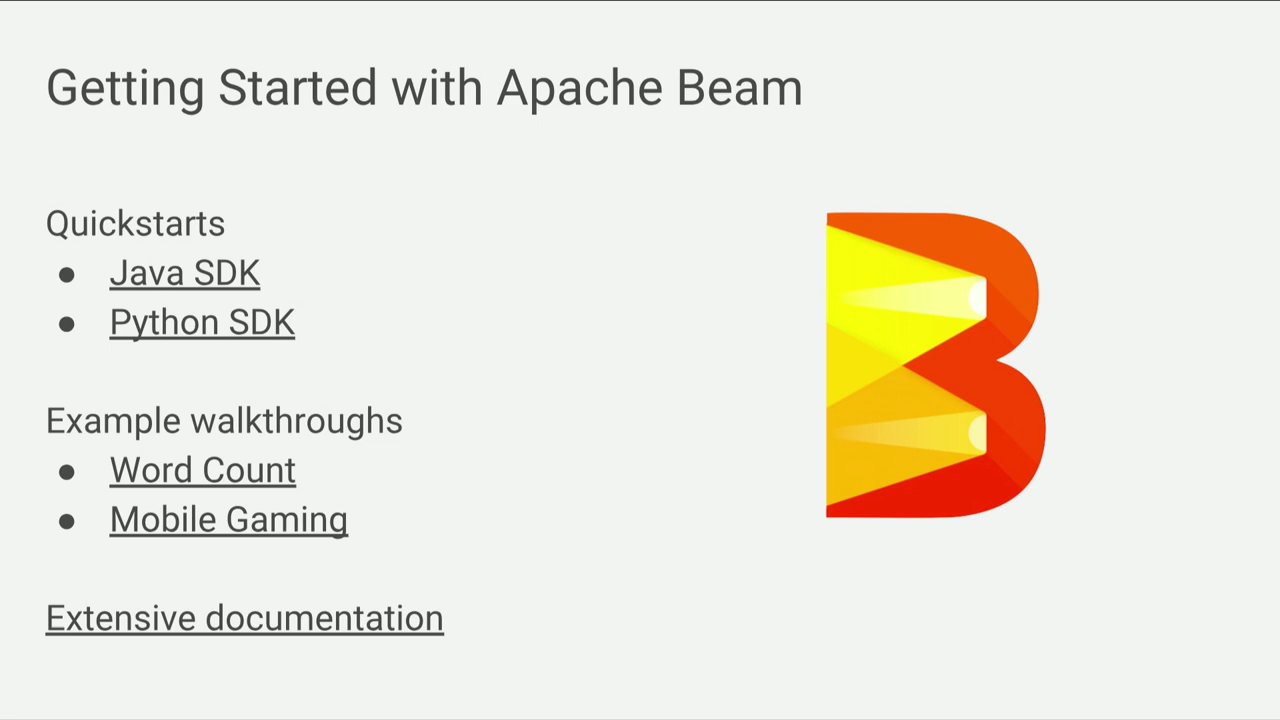 Getting Started with Apache Beam
Quickstarts
● Java SDK
● Python SDK
Example walkthroughs
● Word Count
● Mobile Gaming
Extensive documentation